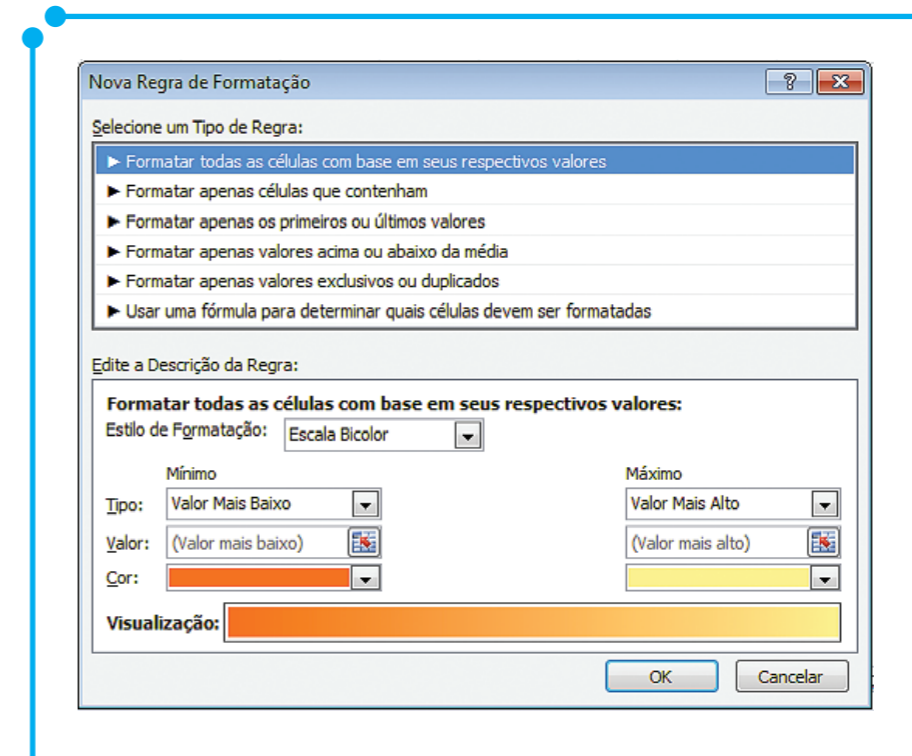 Nova Regra de Formatação
Selecione um Tipo de Regra:
► Formatar todas as células com base em seus respectivos valores
► Formatar apenas células que contenham
► Formatar apenas os primeiros ou últimos valores
► Formatar apenas valores acima ou abaixo da média
► Formatar apenas valores exclusivos ou duplicados
► Usar uma fórmula para determinar quais células devem ser formatadas
Edite a Descrição da Regra:
Formatar todas as células com base em seus respectivos valores:
Estilo de Formatação: Escala Bicolor
Mínimo Máximo
Tipo: Valor Mais Baixo Valor Mais Alto
Valor: (Valor mais baixo) (Valor mais alto)
Cor:
Visualização:
OK Cancelar